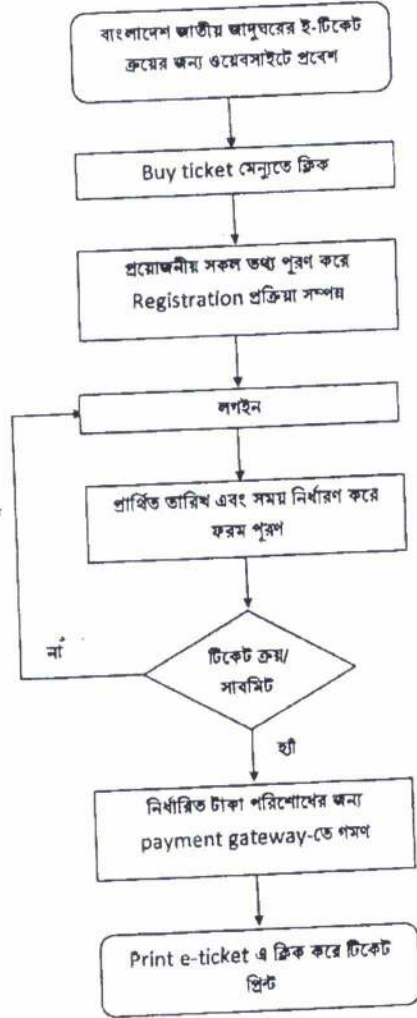 বাংলাদেশ জাতীয় জাদুঘরের ই-টিকেট
ক্রয়ের জন্য ওয়েবসাইটে প্রবেশ
Buy ticket মেন্যুতে ক্লিক
প্রয়োজনীয় সকল তথ্য পূরণ করে
Registration প্রক্রিয়া সম্পন্ন
লগইন
প্রার্থিত তারিখ এবং সময় নির্ধারণ করে
ফরম পূরণ
টিকেট ক্রয়/
সাবমিট
না
হ্যাঁ
নির্ধারিত টাকা পরিশোধের জন্য
payment gateway-তে গমণ
Print e-ticket এ ক্লিক করে টিকেট
প্রিন্ট